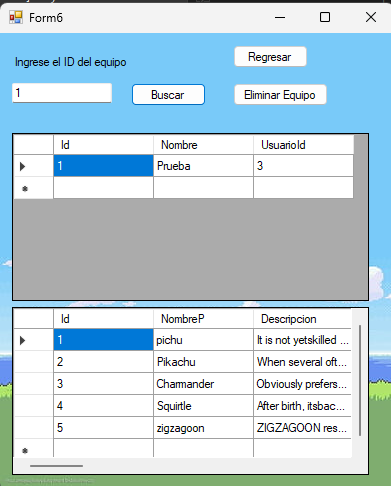 Form6
Regresar
Ingrese el ID del equipo
1
Buscar
Eliminar Equipo
Id Nombre UsuarioId
1 Prueba 3
Id NombreP Descripcion
1 pichu It is not yetskilled ...
2 Pikachu When several oft...
3 Charmander Obviously prefers...
4 Squirtle After birth, itsbac...
5 zigzagoon ZIGZAGOON res...